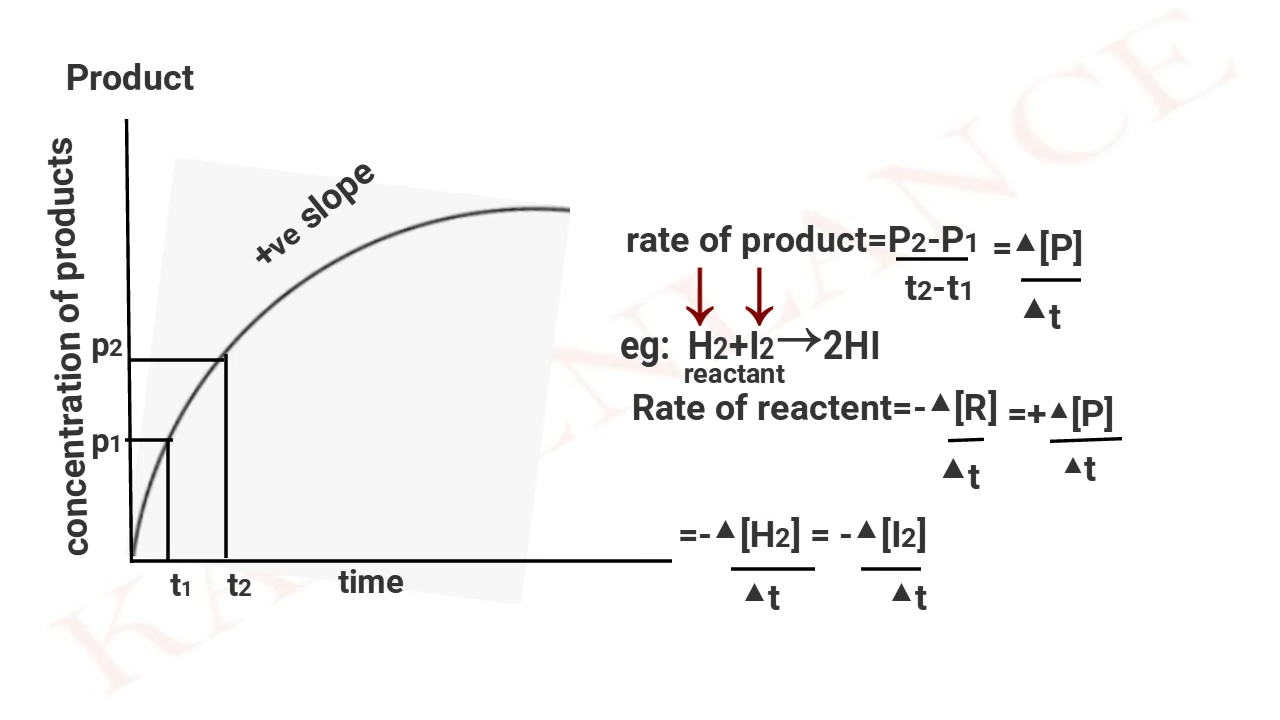 Product
concentration of products
+ve slope
p2
p1
t1 t2 time
rate of product=P2-P1 =▲[P]
t2-t1 ▲t
eg: H2+I2→2HI
reactant
Rate of reactent=-▲[R] =+▲[P]
▲t ▲t
=-▲[H2] = -▲[I2]
▲t ▲t